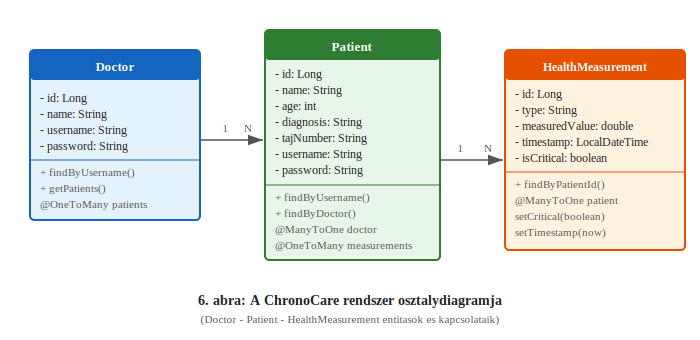 Doctor
- id: Long
- name: String
- username: String
- password: String
+ findByUsername()
+ getPatients()
@OneToMany patients
1 N
Patient
- id: Long
- name: String
- age: int
- diagnosis: String
- tajNumber: String
- username: String
- password: String
+ findByUsername()
+ findByDoctor()
@ManyToOne doctor
@OneToMany measurements
1 N
HealthMeasurement
- id: Long
- type: String
- measuredValue: double
- timestamp: LocalDateTime
- isCritical: boolean
+ findByPatientId()
@ManyToOne patient
setCritical(boolean)
setTimestamp(now)
6. abra: A ChronoCare rendszer osztalydiagramja
(Doctor - Patient - HealthMeasurement entitasok es kapcsolataik)